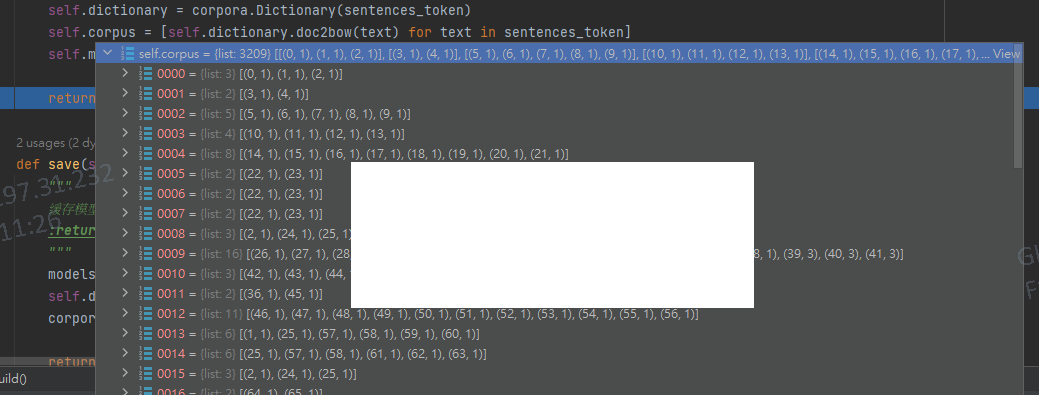 self.dictionary = corpora.Dictionary(sentences_token)
self.corpus = [self.dictionary.doc2bow(text) for text in sentences_token]
self.m
self.corpus = {list: 3209} [[(0, 1), (1, 1), (2, 1)], [(3, 1), (4, 1)], [(5, 1), (6, 1), (7, 1), (8, 1), (9, 1)], [(10, 1), (11, 1), (12, 1), (13, 1)], [(14, 1), (15, 1), (16, 1), (17, 1), ... View
0000 = {list: 3} [(0, 1), (1, 1), (2, 1)]
0001 = {list: 2} [(3, 1), (4, 1)]
return
0002 = {list: 5} [(5, 1), (6, 1), (7, 1), (8, 1), (9, 1)]
0003 = {list: 4} [(10, 1), (11, 1), (12, 1), (13, 1)]
2 usages (2 dy
0004 = {list: 8} [(14, 1), (15, 1), (16, 1), (17, 1), (18, 1), (19, 1), (20, 1), (21, 1)]
def save(s
0005 = {list: 2} [(22, 1), (23, 1)]
"""
197.31.232
0006 = {list: 2} [(22, 1), (23, 1)]
缓存模型
0007 = {list: 2} [(22, 1), (23, 1)]
:retur
11:26
0008 = {list: 3} [(2, 1), (24, 1), (25, 1)
"""
0009 = {list: 16} [(26, 1), (27, 1), (28, 8, 1), (39, 3), (40, 3), (41, 3)]
models
0010 = {list: 3} [(42, 1), (43, 1), (44,
self.d
0011 = {list: 2} [(36, 1), (45, 1)]
corpor
0012 = {list: 11} [(46, 1), (47, 1), (48, 1), (49, 1), (50, 1), (51, 1), (52, 1), (53, 1), (54, 1), (55, 1), (56, 1)]
0013 = {list: 6} [(1, 1), (25, 1), (57, 1), (58, 1), (59, 1), (60, 1)]
return
0014 = {list: 6} [(25, 1), (57, 1), (58, 1), (61, 1), (62, 1), (63, 1)]
uild()
0015 = {list: 3} [(2, 1), (24, 1), (25, 1)]
0016 = {list: 2} [(64, 1), (65, 1)]